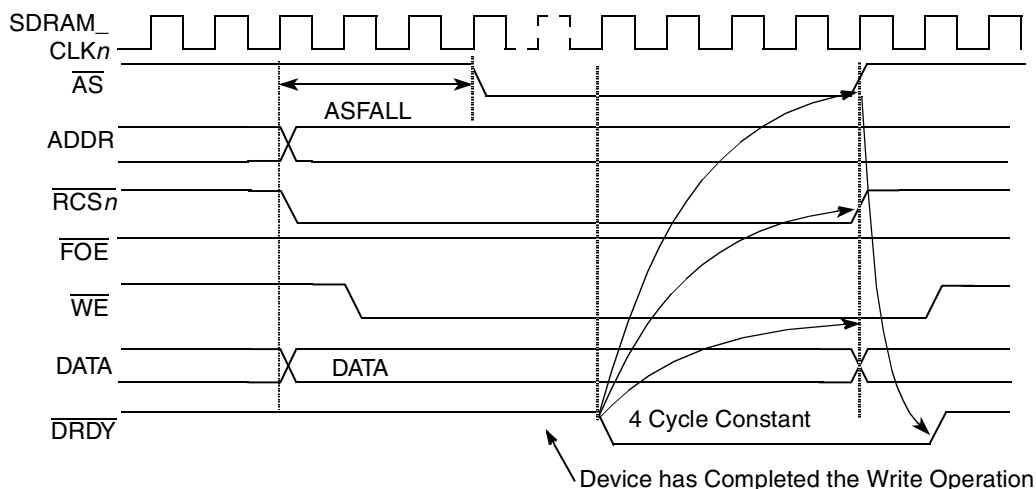 SDRAM_
CLKn
AS
ASFALL
ADDR
RCSn
FOE
WE
DATA
DATA
DRDY
4 Cycle Constant
Device has Completed the Write Operation